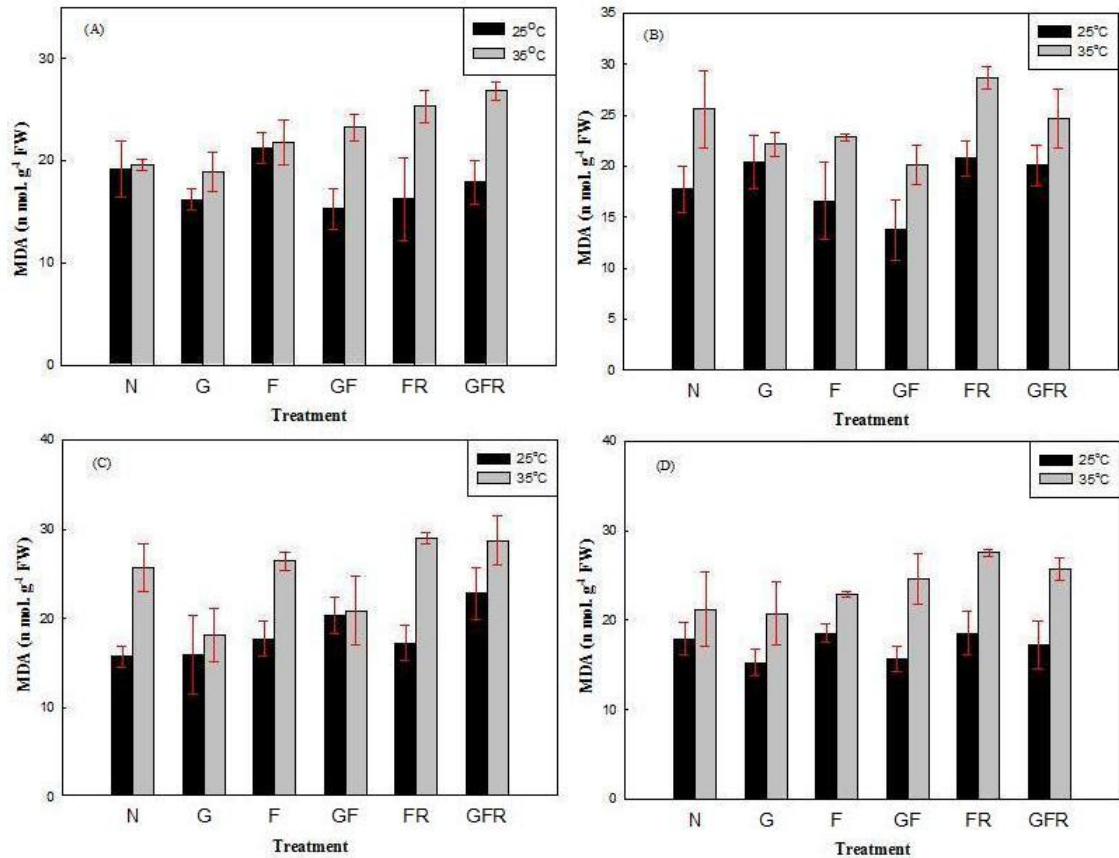 (A)
25°C
35°C
MDA (n mol. g⁻¹ FW)
30
20
10
0
N G F GF FR GFR
Treatment
(B)
25°C
35°C
MDA (n mol. g⁻¹ FW)
35
30
25
20
15
10
5
0
N G F GF FR GFR
Treatment
(C)
25°C
35°C
MDA (n mol. g⁻¹ FW)
40
30
20
10
0
N G F GF FR GFR
Treatment
(D)
25°C
35°C
MDA (n mol. g⁻¹ FW)
40
30
20
10
0
N G F GF FR GFR
Treatment